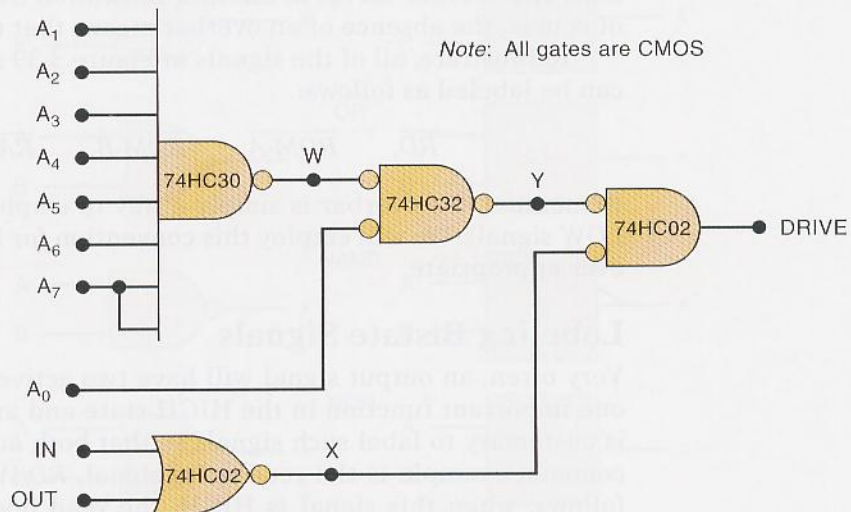 A1
Note: All gates are CMOS
A2
A3
A4
W
74HC30
Y
A5
74HC32
74HC02
DRIVE
A6
A7
A0
IN
X
74HC02
OUT